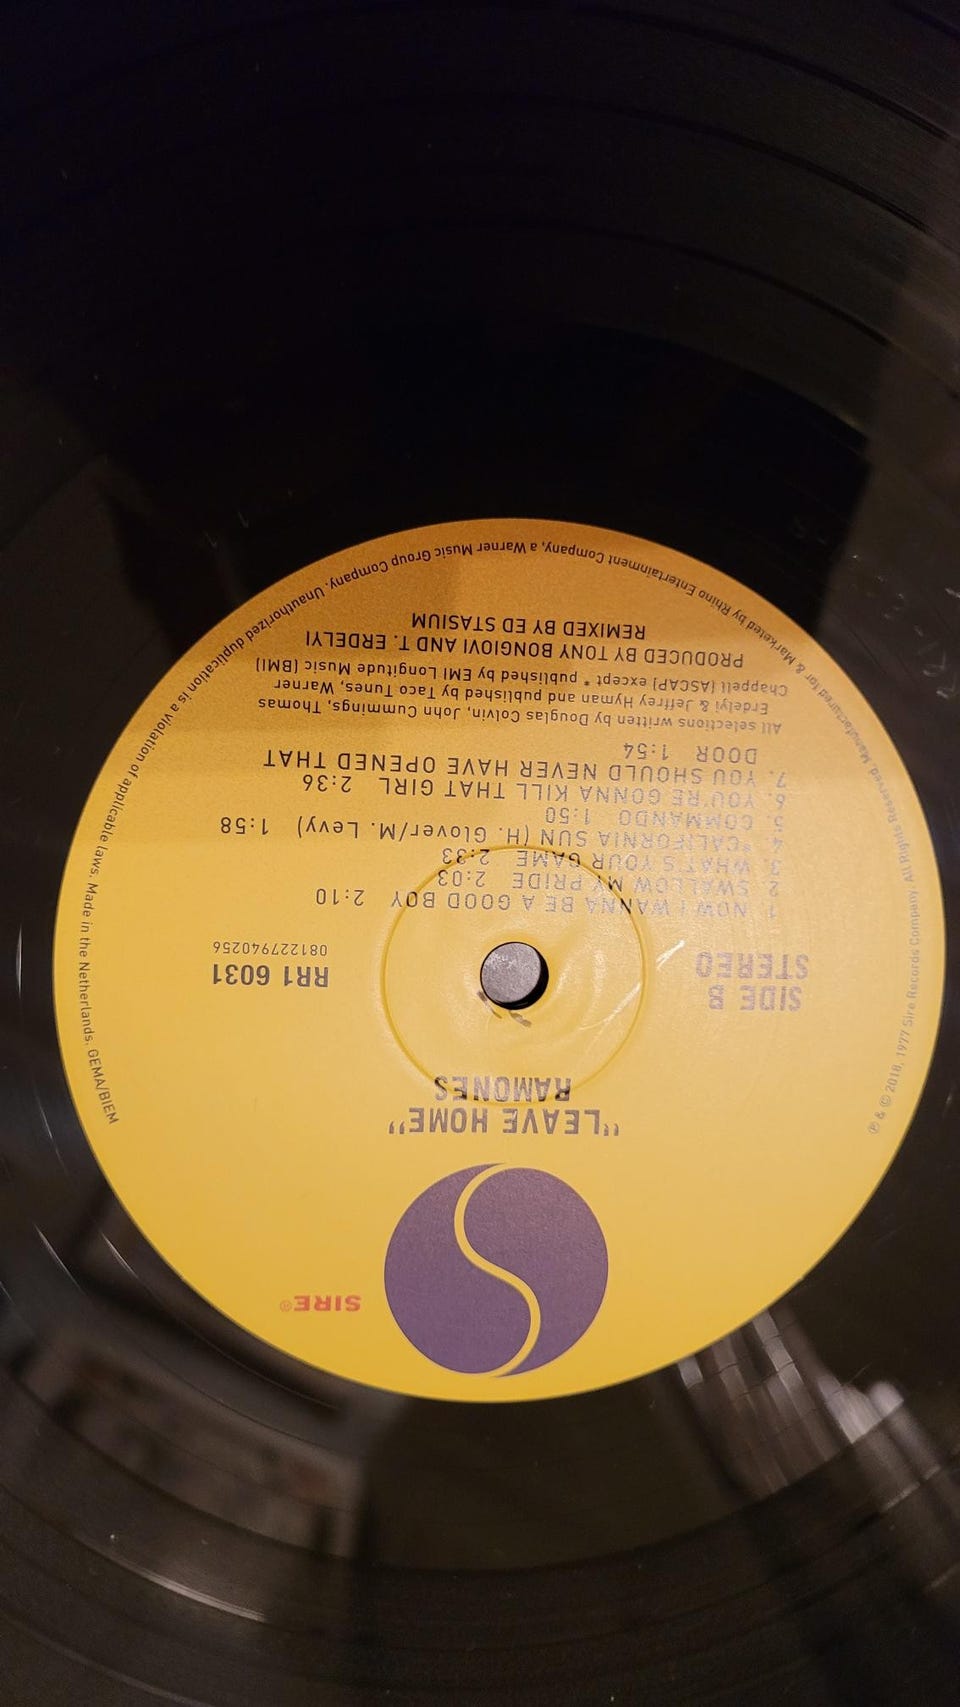 SIRE®
"LEAVE HOME"
RAMONES
SIDE B
STEREO
RR1 6031
081227940256
1. NOW I WANNA BE A GOOD BOY 2:10
2. SWALLOW MY PRIDE 2:03
3. WHAT'S YOUR GAME 2:33
4. *CALIFORNIA SUN (H. Glover/M. Levy) 1:58
5. COMMANDO 1:50
6. YOU'RE GONNA KILL THAT GIRL 2:36
7. YOU SHOULD NEVER HAVE OPENED THAT
DOOR 1:54
All selections written by Douglas Colvin, John Cummings, Thomas
Erdelyi & Jeffrey Hyman and published by Taco Tunes, Warner
Chappell (ASCAP) except * published by EMI Longitude Music (BMI)
PRODUCED BY TONY BONGIOVI AND T. ERDELYI
REMIXED BY ED STASIUM
℗ & © 2018, 1977 Sire Records Company. All Rights Reserved. Manufactured for & Marketed by Rhino Entertainment Company, a Warner Music Group Company. Unauthorized duplication is a violation of applicable laws. Made in the Netherlands. GEMA/BIEM